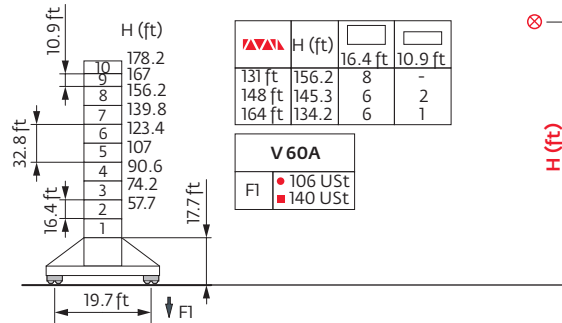 H (ft)
10.9 ft
178.2
167
156.2
139.8
123.4
107
90.6
74.2
57.7
10
9
8
7
6
5
4
3
2
1
32.8 ft
16.4 ft
17.7 ft
19.7 ft
F1
H (ft) 16.4 ft 10.9 ft
131 ft 156.2 8 -
148 ft 145.3 6 2
164 ft 134.2 6 1
V 60A
F1 106 USt
140 USt
H (ft)